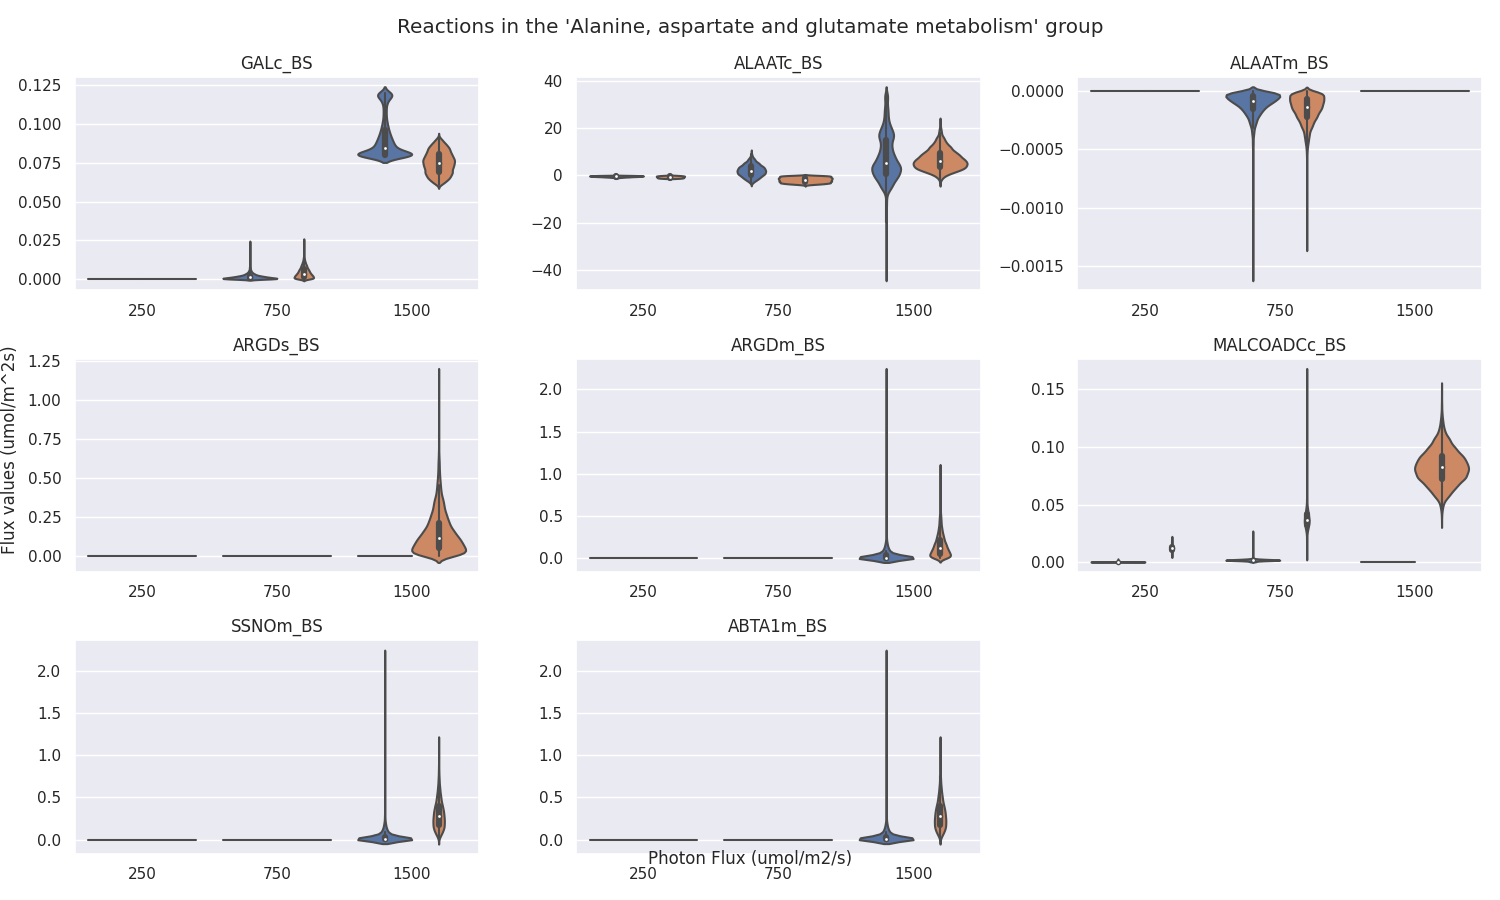 Reactions in the 'Alanine, aspartate and glutamate metabolism' group
GALc_BS
0.125
0.100
0.075
0.050
0.025
0.000
250 750 1500
ALAATc_BS
40
20
0
−20
−40
250 750 1500
ALAATm_BS
0.0000
−0.0005
−0.0010
−0.0015
250 750 1500
Flux values (umol/m^2s)
ARGDs_BS
1.25
1.00
0.75
0.50
0.25
0.00
250 750 1500
ARGDm_BS
2.0
1.5
1.0
0.5
0.0
250 750 1500
MALCOADCc_BS
0.15
0.10
0.05
0.00
250 750 1500
SSNOm_BS
2.0
1.5
1.0
0.5
0.0
250 750 1500
ABTA1m_BS
2.0
1.5
1.0
0.5
0.0
250 750 1500
Photon Flux (umol/m2/s)